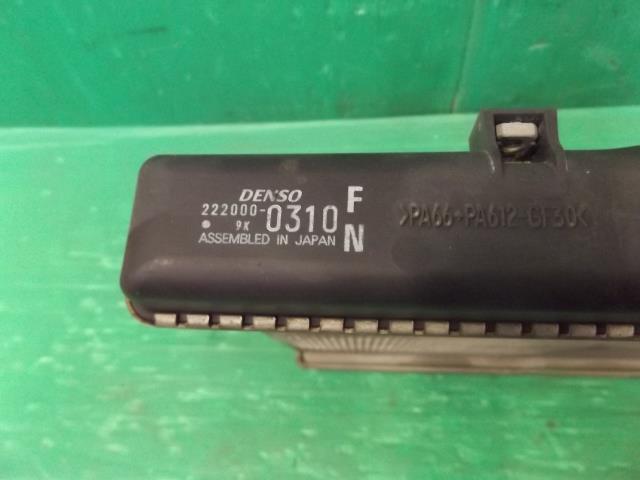 DENSO
222000-0310
9K
ASSEMBLED IN JAPAN
F
N
>PA66+PA612-GF30<